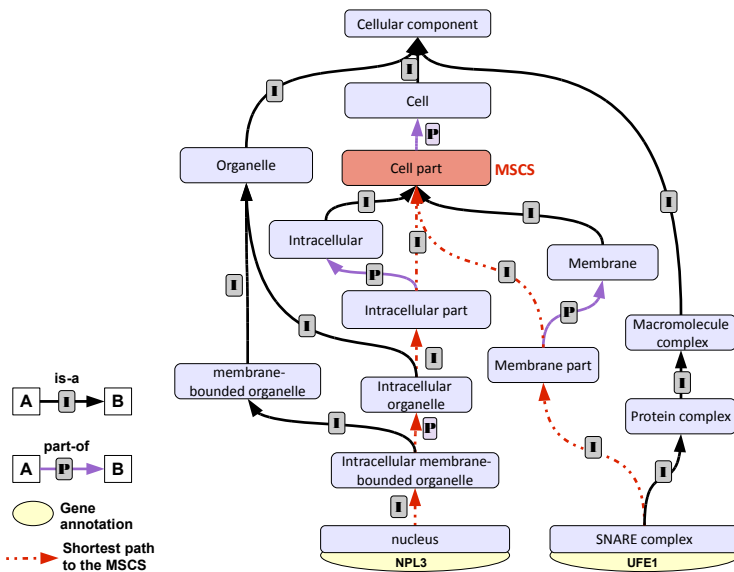 Cellular component
I
I
Cell
P
Organelle
Cell part
MSCS
I
I
I
Intracellular
I
I
Membrane
P
I
Intracellular part
P
I
I
Macromolecule
complex
membrane-
bounded organelle
Membrane part
is-a
A
I
B
Intracellular
organelle
I
I
Protein complex
P
I
part-of
A
P
B
Intracellular membrane-
bounded organelle
I
I
I
Gene
annotation
nucleus
NPL3
SNARE complex
UFE1
Shortest path
to the MSCS